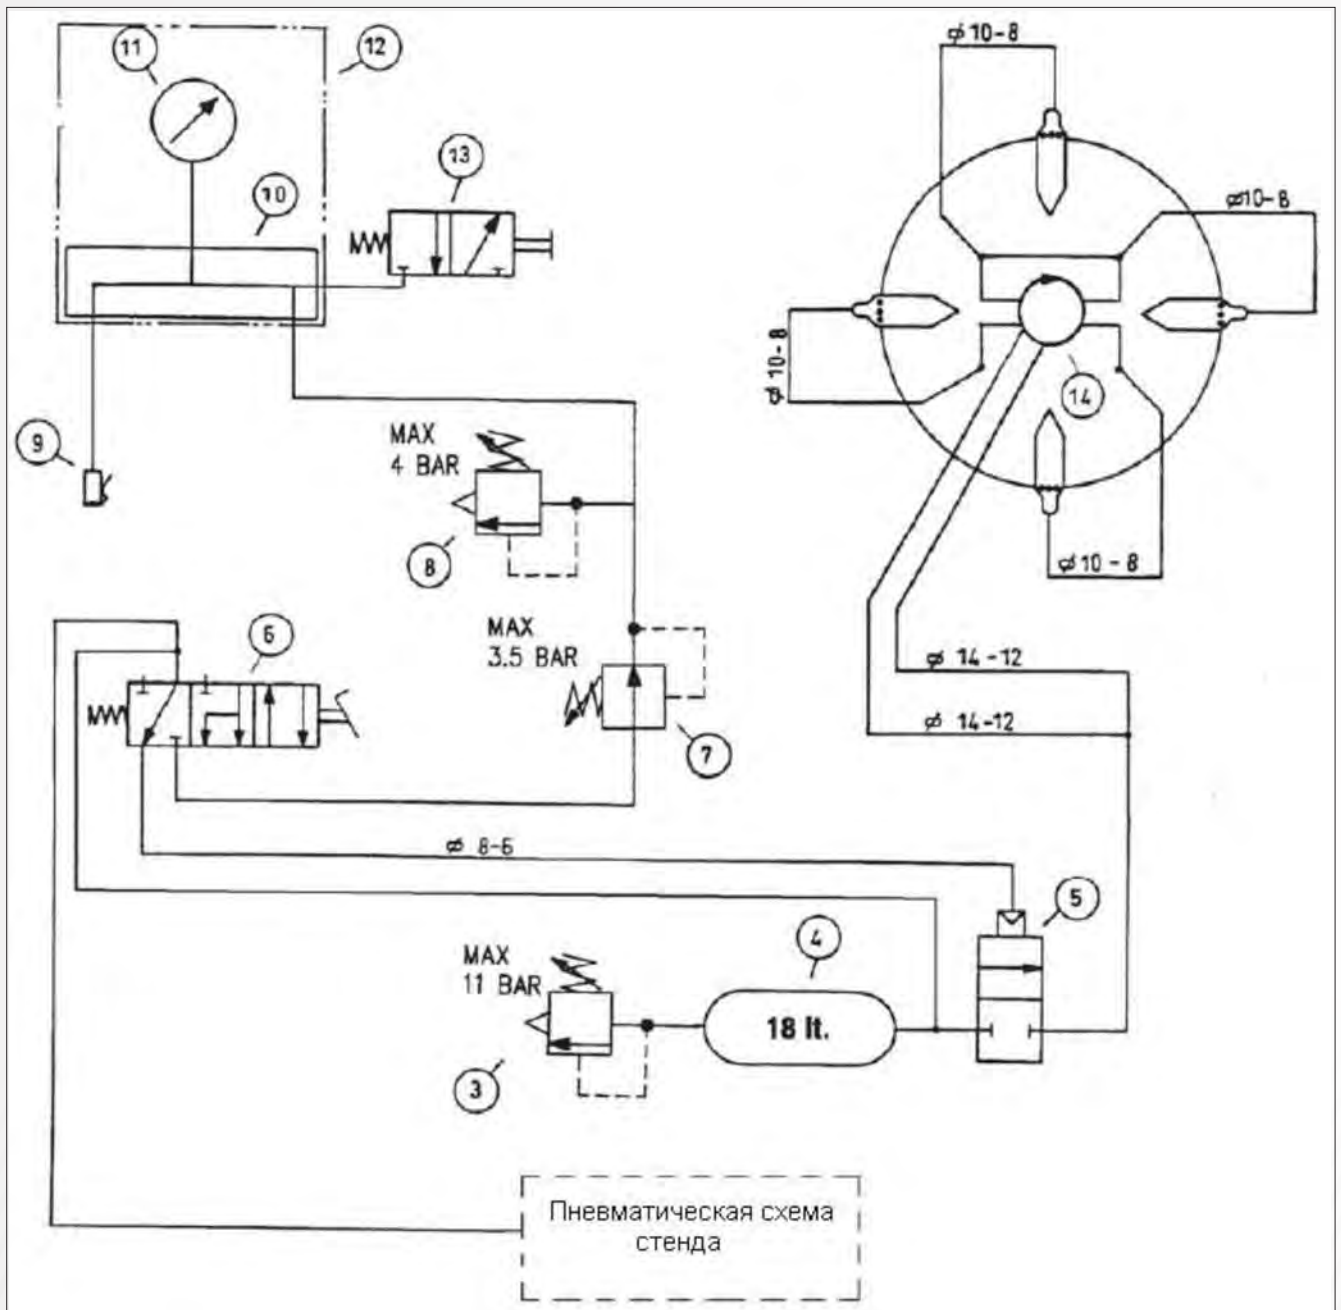 11
12
13
10
9
MAX
4 BAR
8
6
MAX
3.5 BAR
7
ϕ 8-6
MAX
11 BAR
3
4
18 lt.
5
ϕ 10-8
ϕ10-8
ϕ 10-8
14
ϕ 10-8
ϕ 14-12
ϕ 14-12
Пневматическая схема
стенда